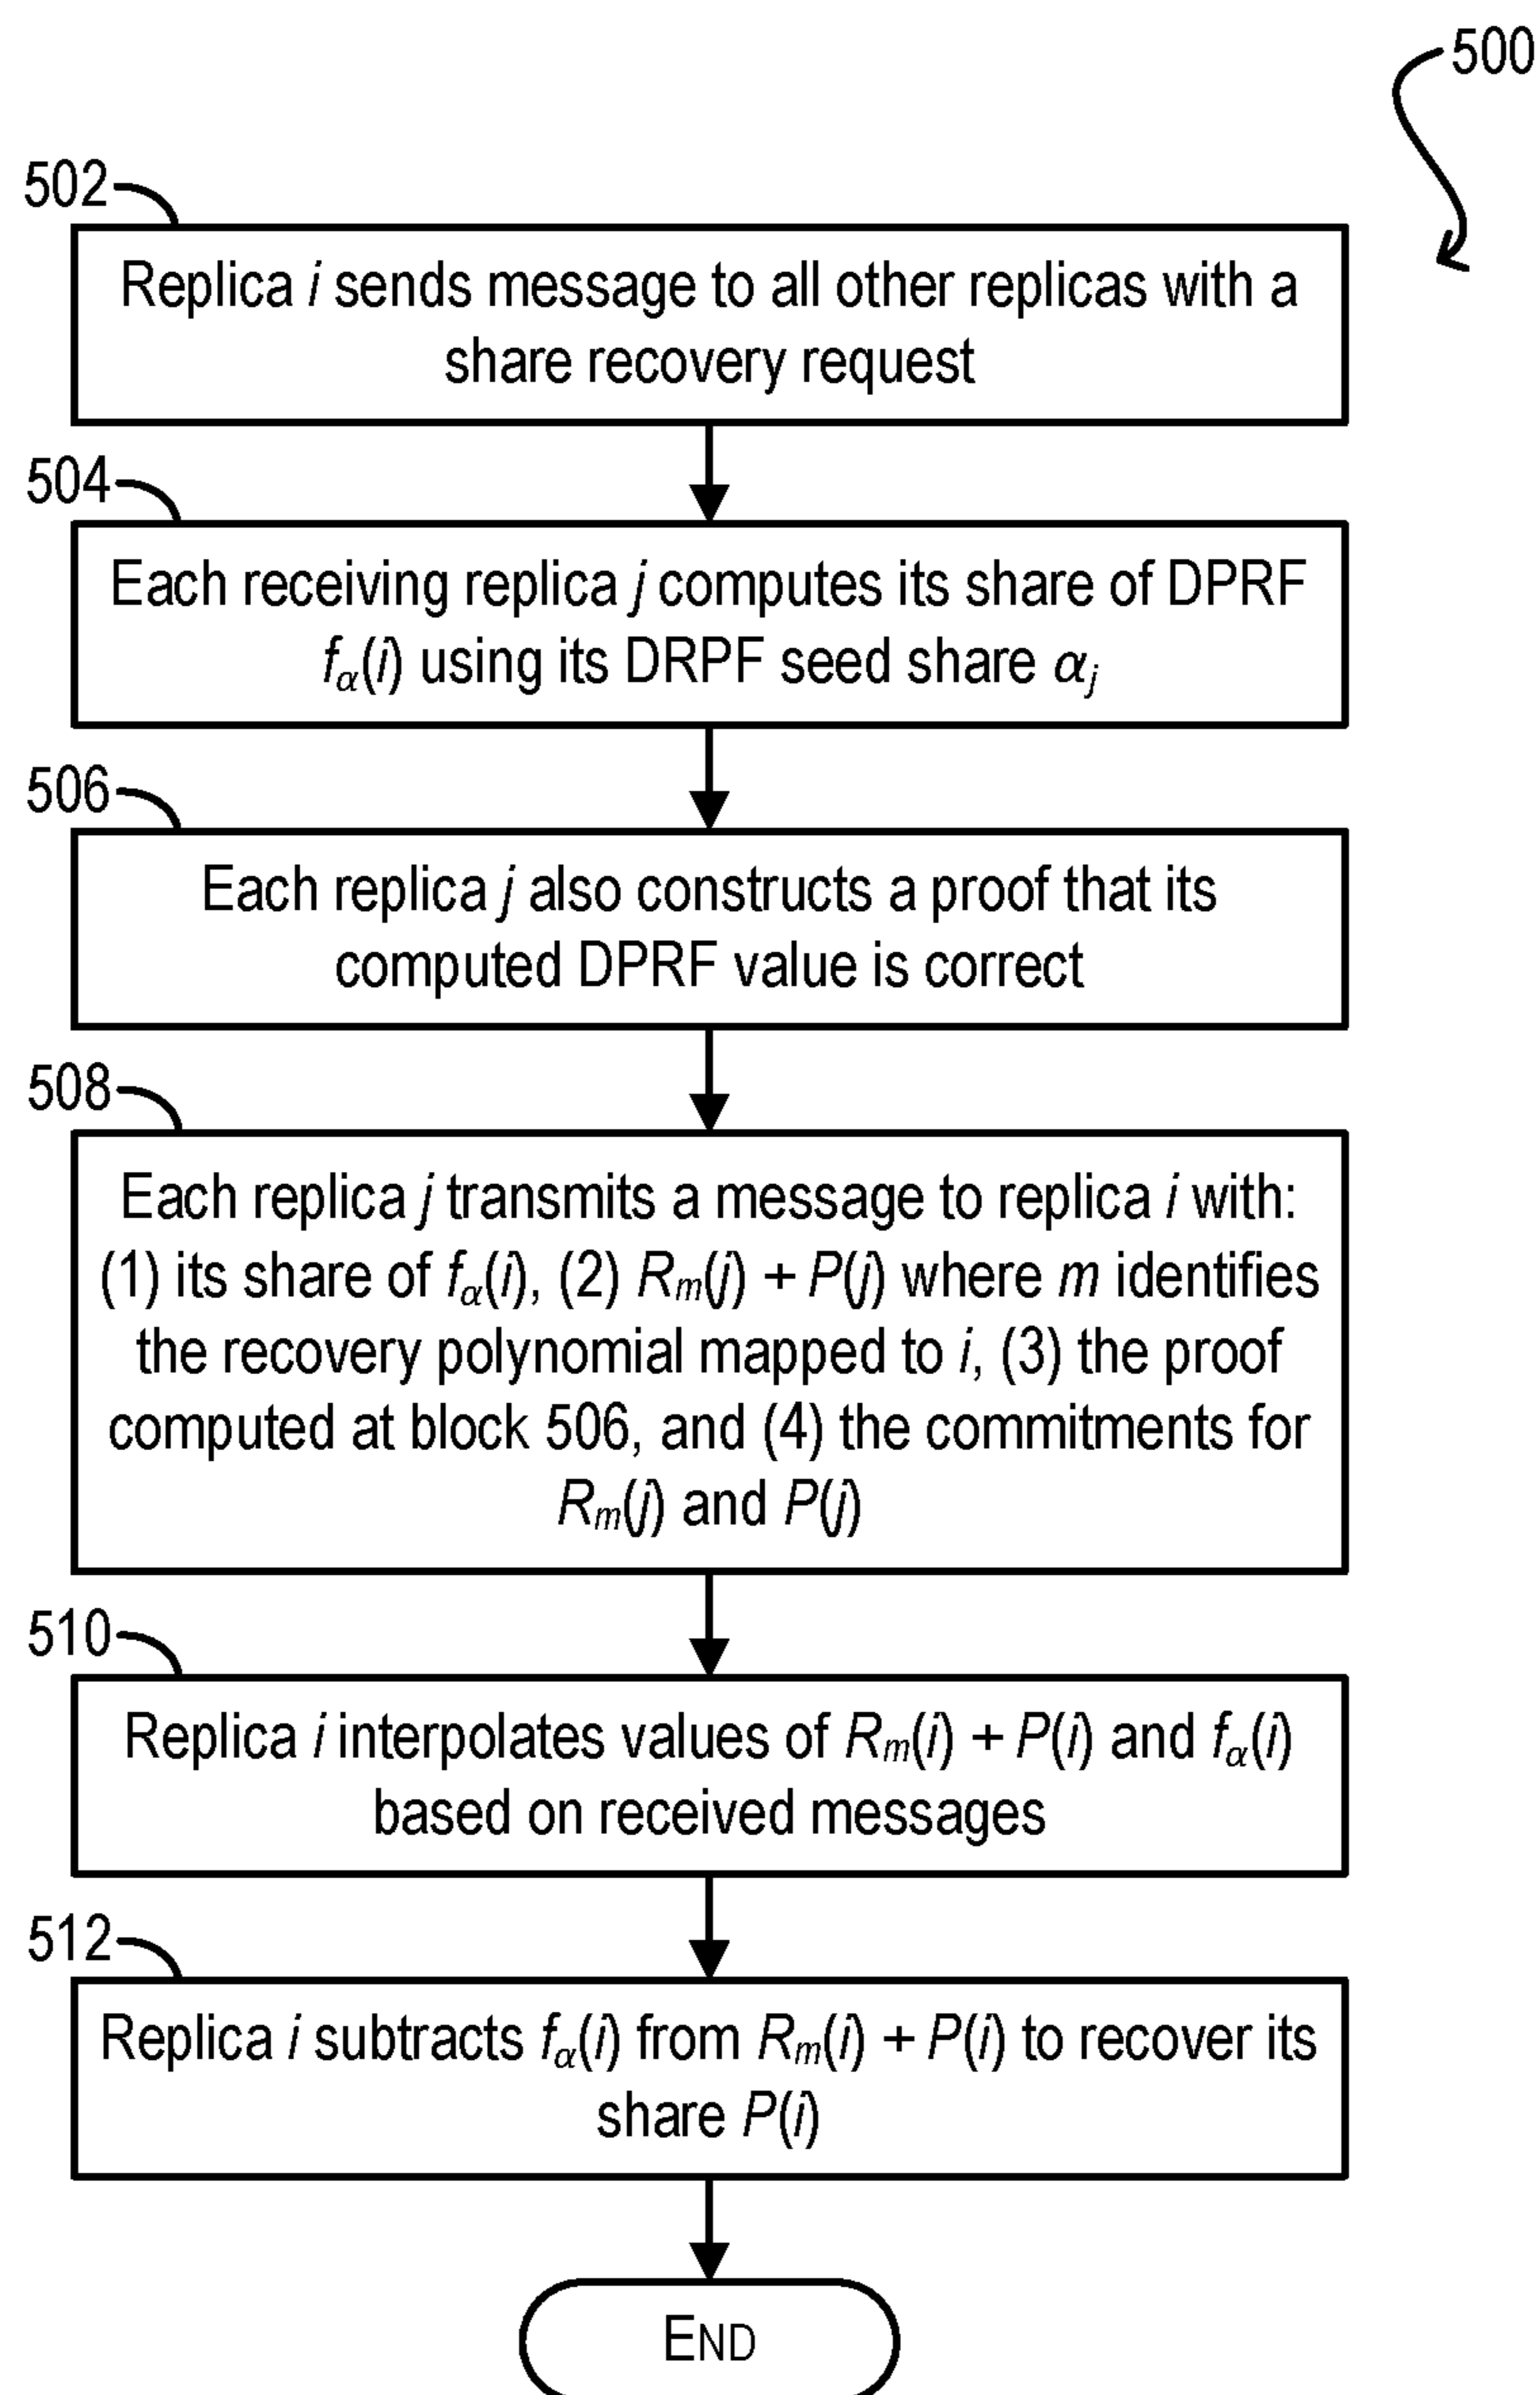 500
502
Replica i sends message to all other replicas with a
share recovery request
504
Each receiving replica j computes its share of DPRF
fα(i) using its DRPF seed share αj
506
Each replica j also constructs a proof that its
computed DPRF value is correct
508
Each replica j transmits a message to replica i with:
(1) its share of fα(i), (2) Rm(j) + P(j) where m identifies
the recovery polynomial mapped to i, (3) the proof
computed at block 506, and (4) the commitments for
Rm(j) and P(j)
510
Replica i interpolates values of Rm(i) + P(i) and fα(i)
based on received messages
512
Replica i subtracts fα(i) from Rm(i) + P(i) to recover its
share P(i)
END